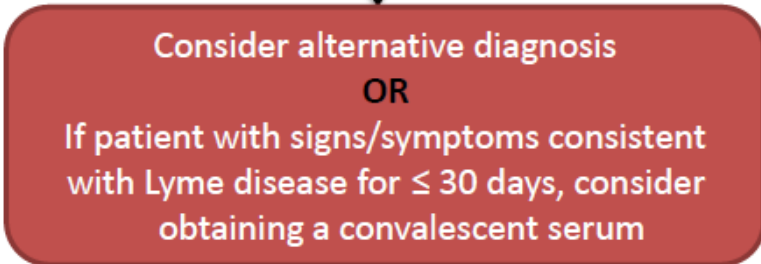 Consider alternative diagnosis
OR
If patient with signs/symptoms consistent
with Lyme disease for ≤ 30 days, consider
obtaining a convalescent serum